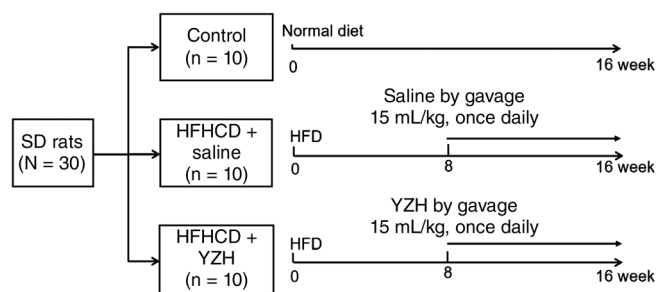 SD rats
(N = 30)
Control
(n = 10)
Normal diet
0
16 week
HFHCD +
saline
(n = 10)
Saline by gavage
15 mL/kg, once daily
HFD
0
8
16 week
HFHCD +
YZH
(n = 10)
YZH by gavage
15 mL/kg, once daily
HFD
0
8
16 week